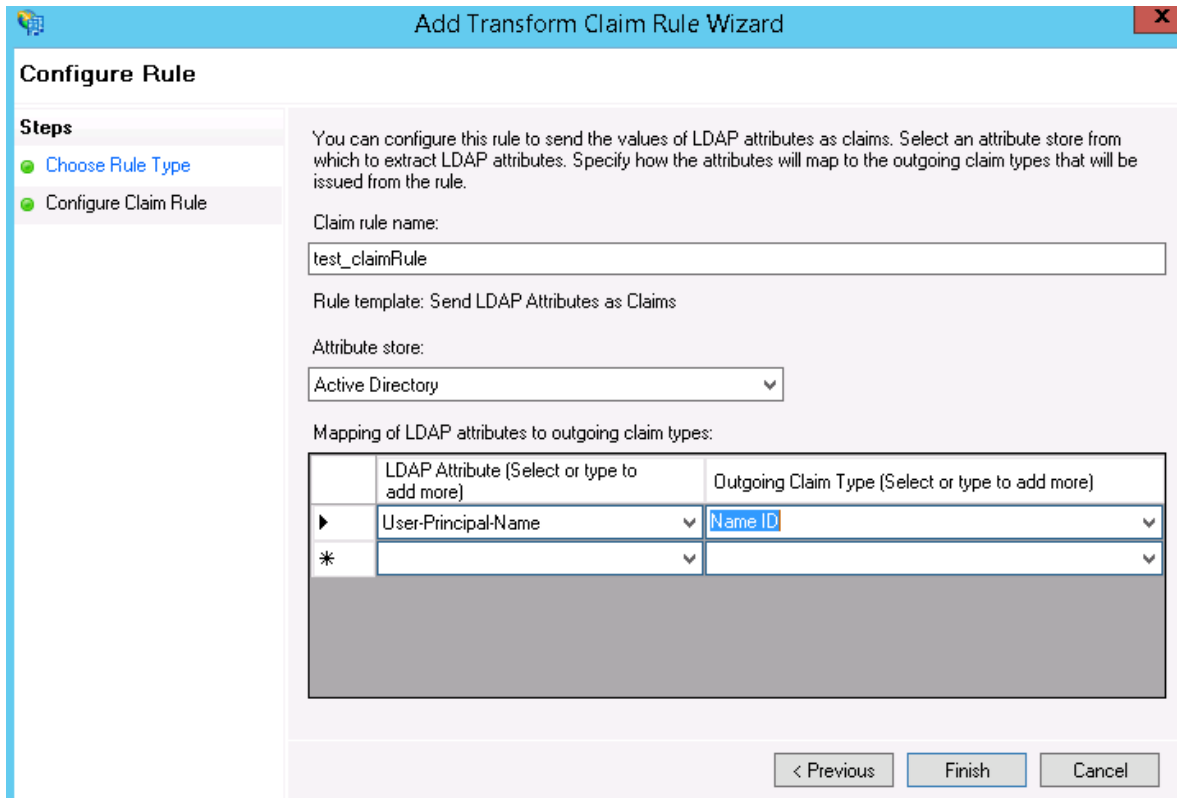 Add Transform Claim Rule Wizard
x
Configure Rule
Steps
Choose Rule Type
Configure Claim Rule
You can configure this rule to send the values of LDAP attributes as claims. Select an attribute store from
which to extract LDAP attributes. Specify how the attributes will map to the outgoing claim types that will be
issued from the rule.
Claim rule name:
test_claimRule
Rule template: Send LDAP Attributes as Claims
Attribute store:
Active Directory
Mapping of LDAP attributes to outgoing claim types:
LDAP Attribute (Select or type to
add more)
Outgoing Claim Type (Select or type to add more)
User-Principal-Name
Name ID
< Previous
Finish
Cancel